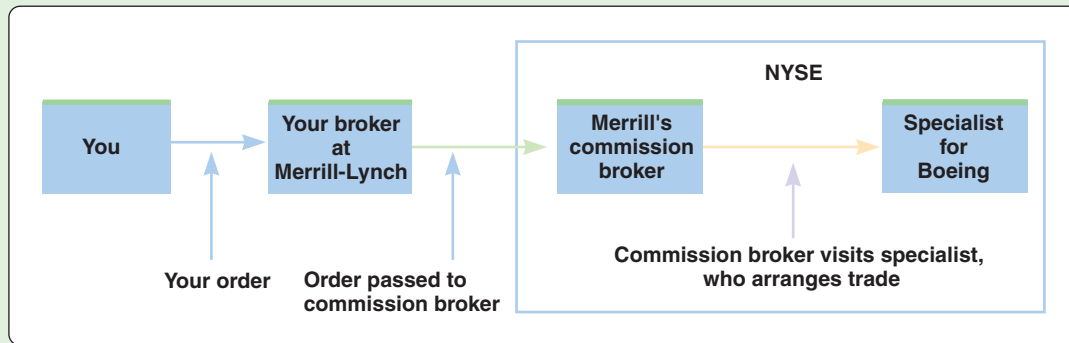 NYSE
You
Your broker
at
Merrill-Lynch
Merrill's
commission
broker
Specialist
for
Boeing
Your order
Order passed to
commission broker
Commission broker visits specialist,
who arranges trade